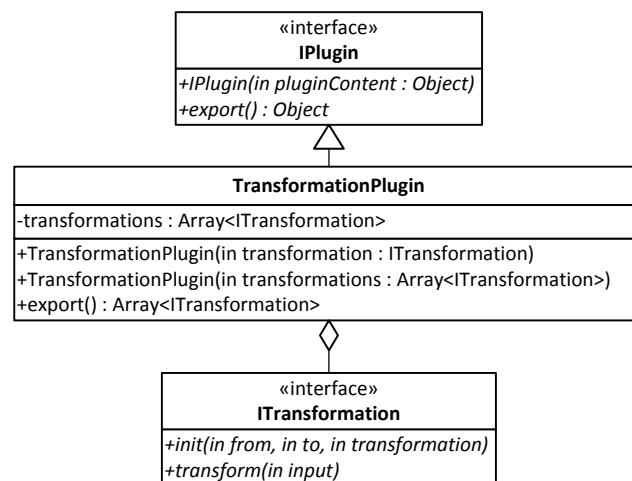 «interface»
IPlugin
+IPlugin(in pluginContent : Object)
+export() : Object
TransformationPlugin
-transformations : Array<ITransformation>
+TransformationPlugin(in transformation : ITransformation)
+TransformationPlugin(in transformations : Array<ITransformation>)
+export() : Array<ITransformation>
«interface»
ITransformation
+init(in from, in to, in transformation)
+transform(in input)